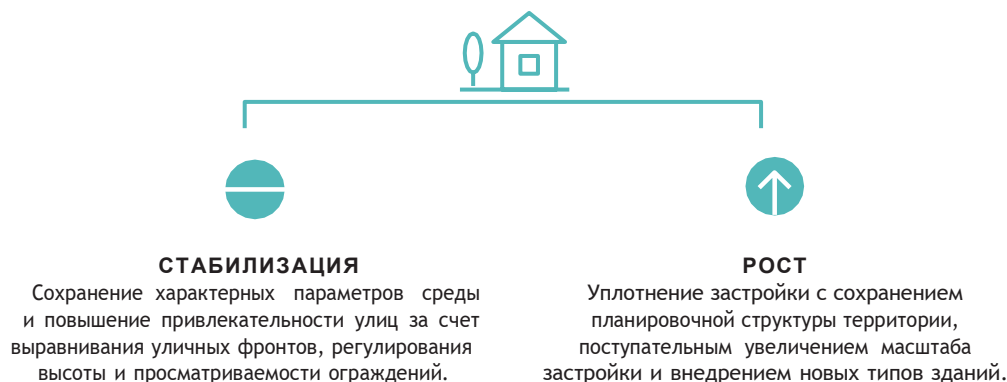 СТАБИЛИЗАЦИЯ
Сохранение характерных параметров среды
и повышение привлекательности улиц за счет
выравнивания уличных фронтов, регулирования
высоты и просматриваемости ограждений.
РОСТ
Уплотнение застройки с сохранением
планировочной структуры территории,
поступательным увеличением масштаба
застройки и внедрением новых типов зданий.